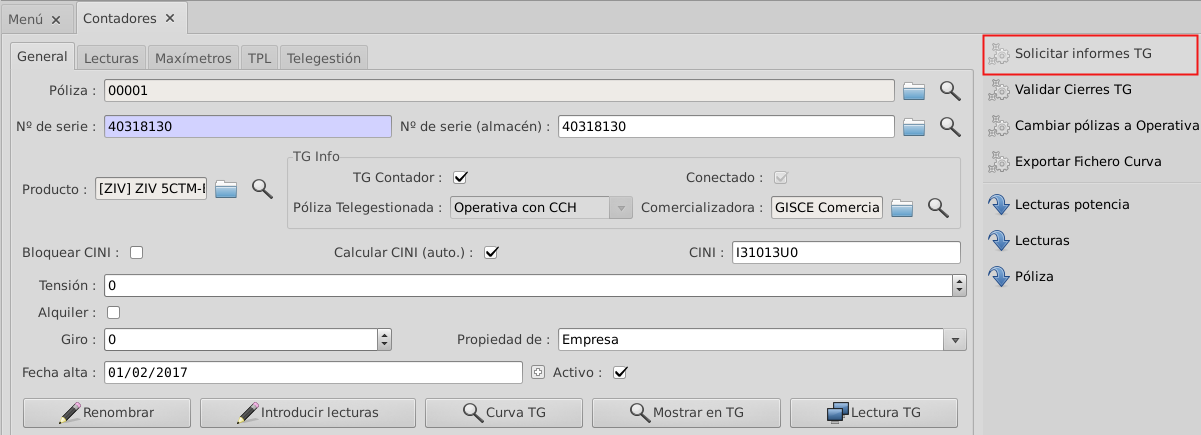 Menú
Contadores
General Lecturas Maxímetros TPL Telegestión
Póliza : 00001
Nº de serie : 40318130 Nº de serie (almacén) : 40318130
TG Info
TG Contador : Conectado :
Producto : [ZIV] ZIV 5CTM-E
Póliza Telegestionada : Operativa con CCH Comercializadora : GISCE Comercia
Bloquear CINI : Calcular CINI (auto.) : CINI : I31013U0
Tensión : 0
Alquiler :
Giro : 0 Propiedad de : Empresa
Fecha alta : 01/02/2017 Activo :
Renombrar Introducir lecturas Curva TG Mostrar en TG Lectura TG
Solicitar informes TG
Validar Cierres TG
Cambiar pólizas a Operativa
Exportar Fichero Curva
Lecturas potencia
Lecturas
Póliza